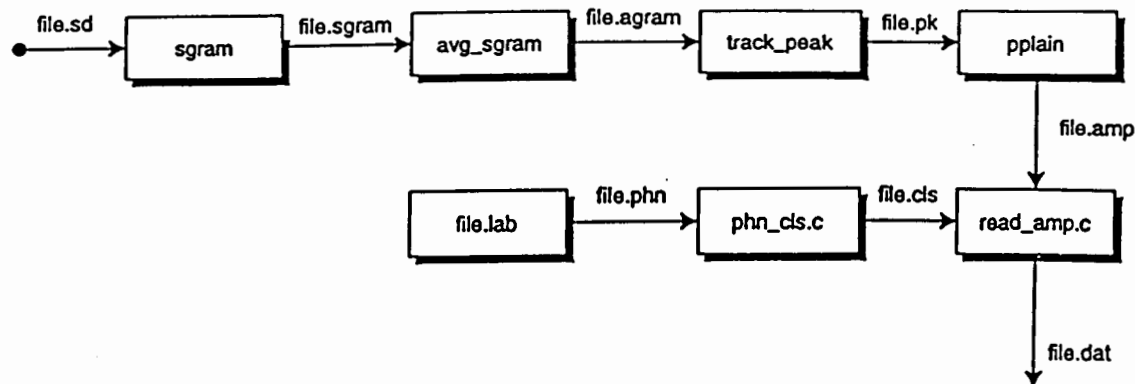 file.sd
sgram
file.sgram
avg_sgram
file.agram
track_peak
file.pk
pplain
file.amp
file.lab
file.phn
phn_cls.c
file.cls
read_amp.c
file.dat